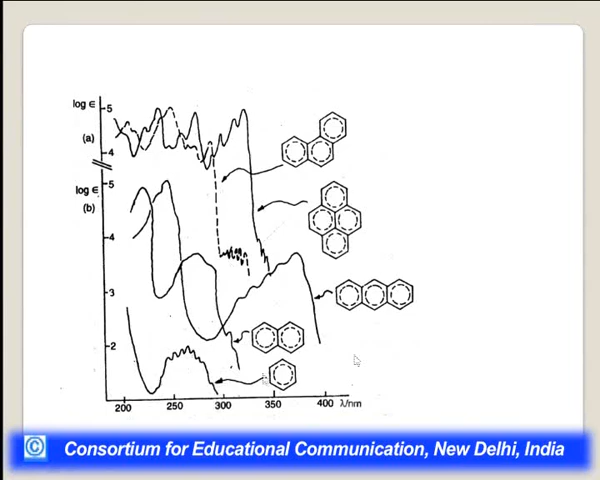 log ∈
5
(a)
4
log ∈
5
(b)
4
3
2
200 250 300 350 400 λ/nm
© Consortium for Educational Communication, New Delhi, India